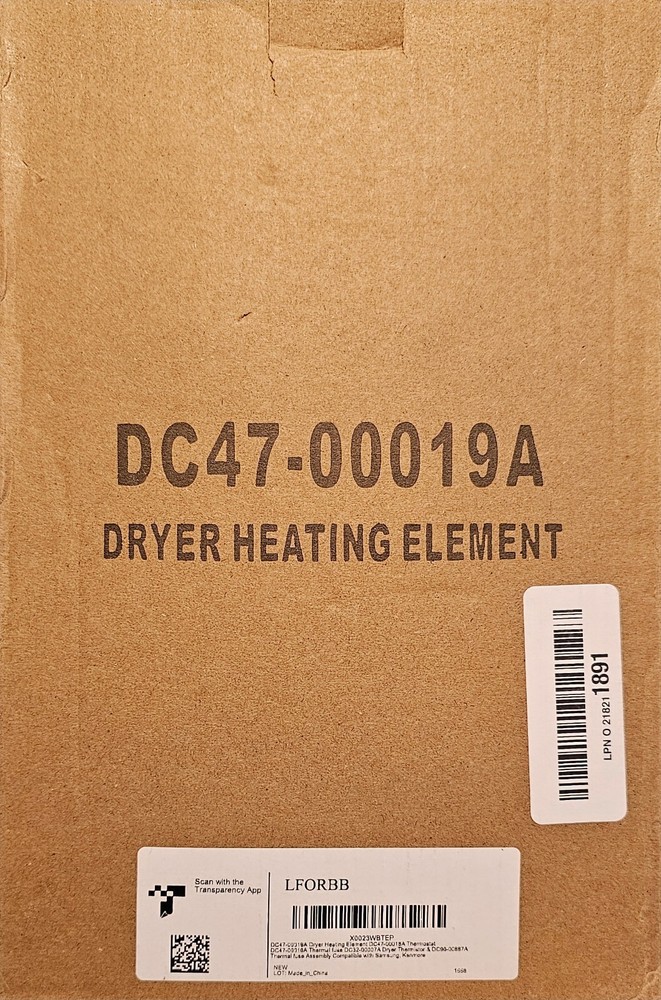 DC47-00019A
DRYER HEATING ELEMENT
LPN O 21821 1891
Scan with the
Transparency App
LFORBB
X0023WBTEP
DC47-00019A Dryer Heating Element DC47-00018A Thermostat
DC47-00016A Thermal fuse DC32-00007A Dryer Thermistor & DC96-00887A
Thermal fuse Assembly Compatible with Samsung, Kenmore
NEW
LOT: Made_in_China